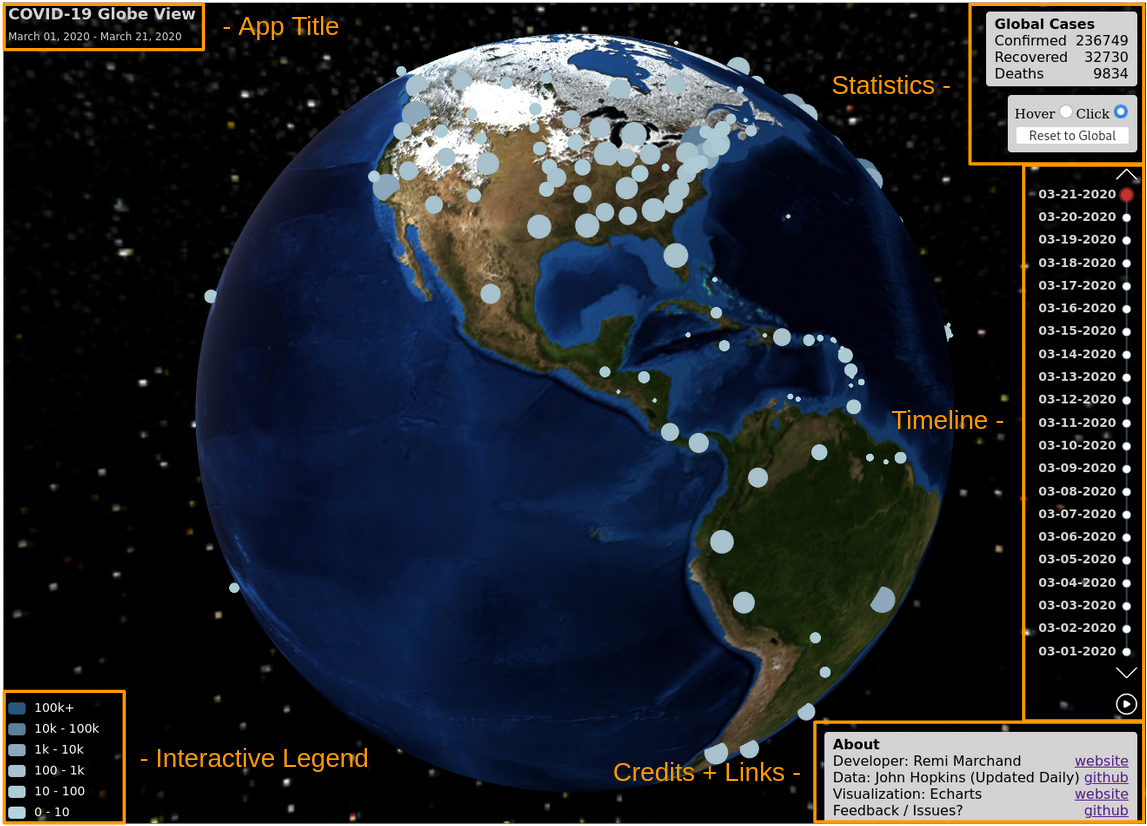 COVID-19 Globe View
March 01, 2020 - March 21, 2020
- App Title
Global Cases
Confirmed 236749
Recovered 32730
Deaths 9834
Statistics -
Hover Click
Reset to Global
03-21-2020
03-20-2020
03-19-2020
03-18-2020
03-17-2020
03-16-2020
03-15-2020
03-14-2020
03-13-2020
03-12-2020
03-11-2020
03-10-2020
03-09-2020
03-08-2020
03-07-2020
03-06-2020
03-05-2020
03-04-2020
03-03-2020
03-02-2020
03-01-2020
Timeline -
100k+
10k - 100k
1k - 10k
100 - 1k
10 - 100
0 - 10
- Interactive Legend
Credits + Links -
About
Developer: Remi Marchand website
Data: John Hopkins (Updated Daily) github
Visualization: Echarts website
Feedback / Issues? github